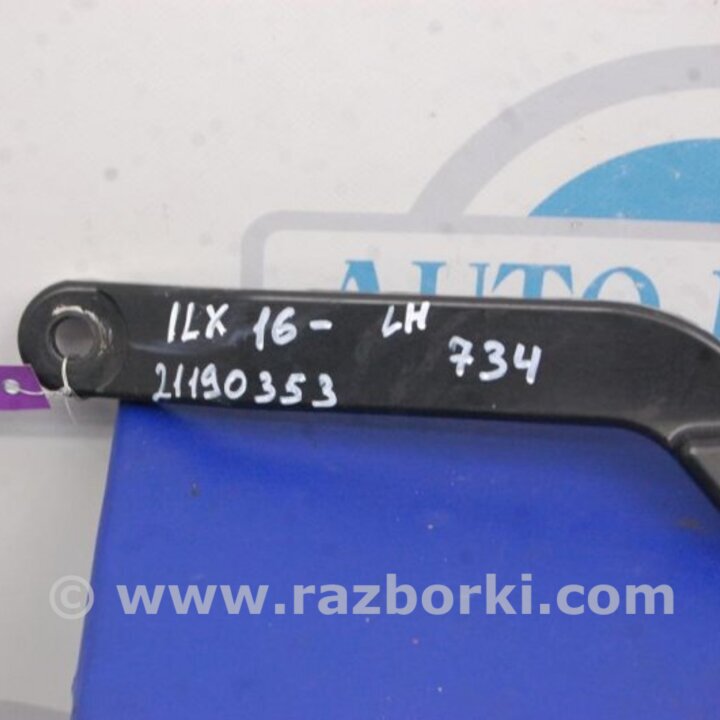 AUTO
ILX 16- LH
734
21190353
© www.razborki.com